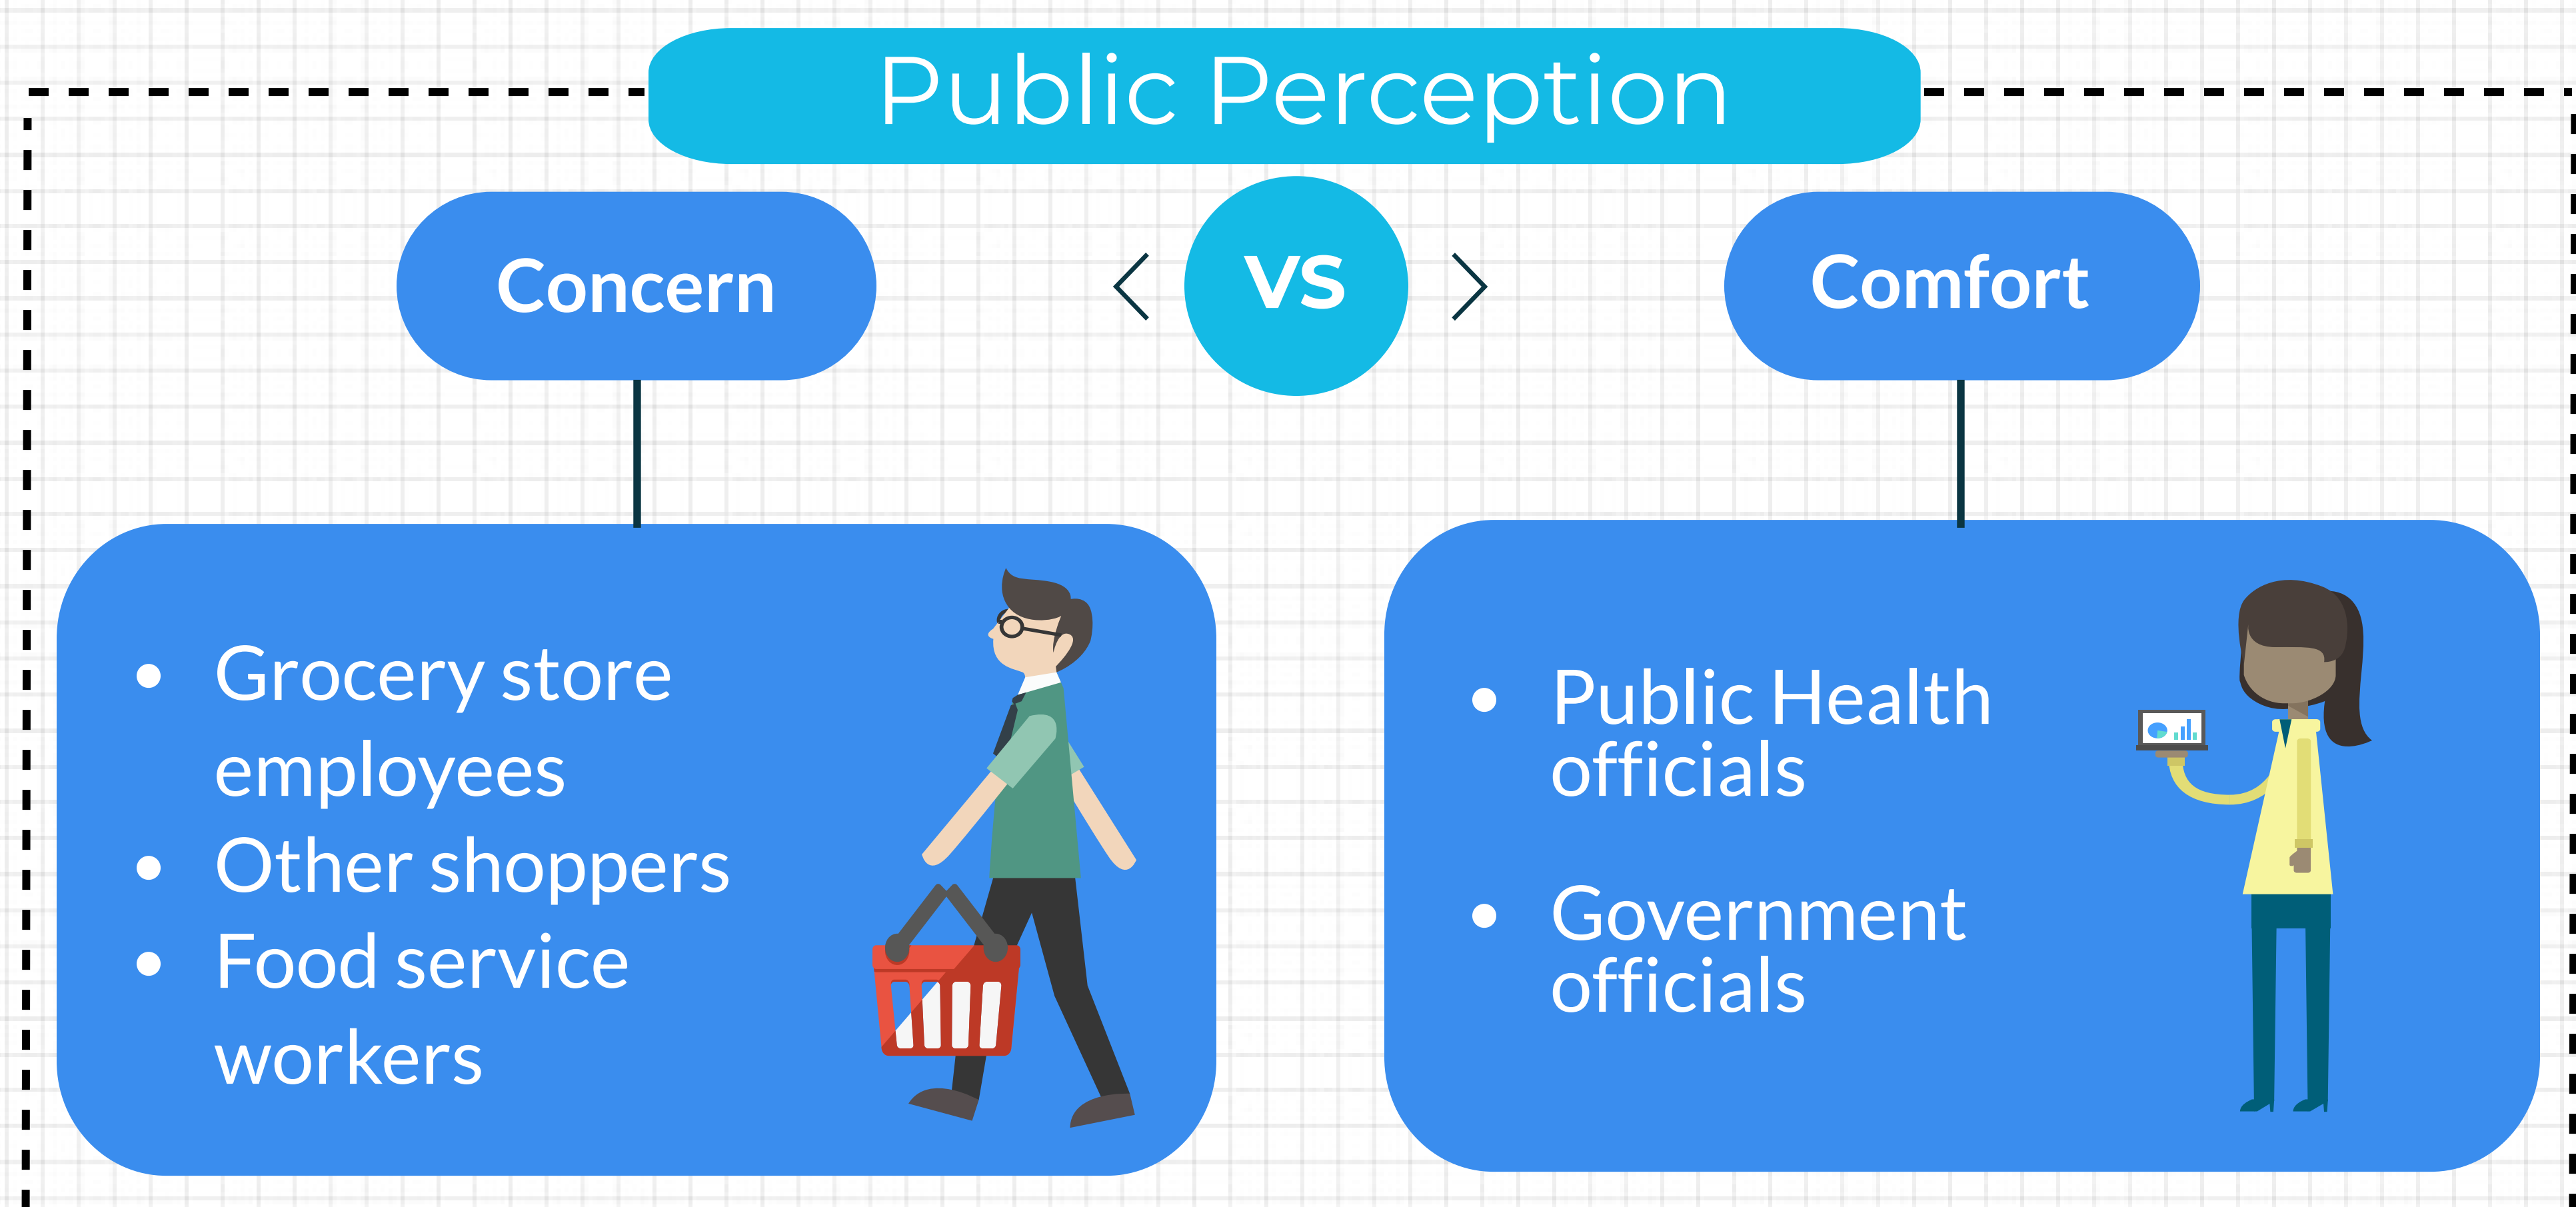 Public Perception
Concern
VS
Comfort
• Grocery store
employees
• Other shoppers
• Food service
workers
• Public Health
officials
• Government
officials